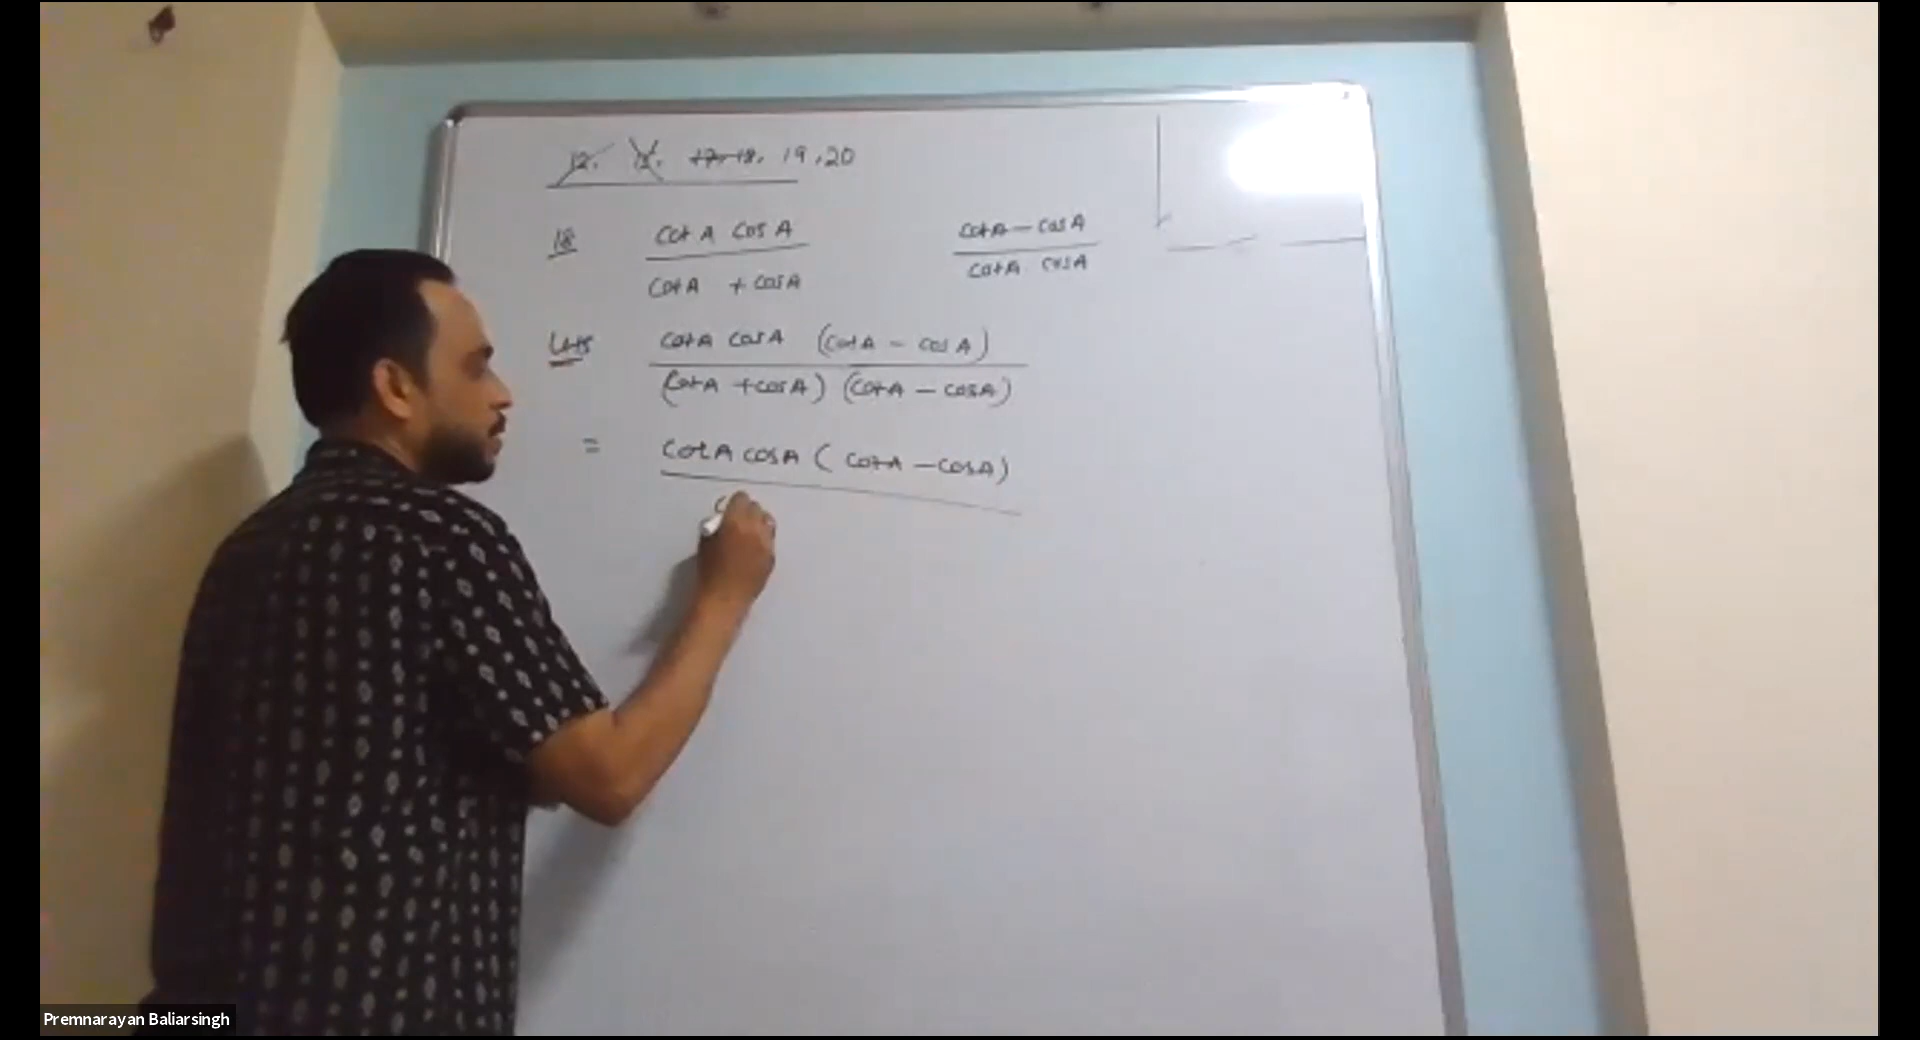 12. 17, 18. 19, 20
18 Cot A Cos A Cot A - Cos A
Cot A + Cos A Cot A Cos A
LHS Cot A Cos A (Cot A - Cos A)
(Cot A + Cos A) (Cot A - Cos A)
= Cot A Cos A (Cot A - Cos A)
C
Premnarayan Baliarsingh